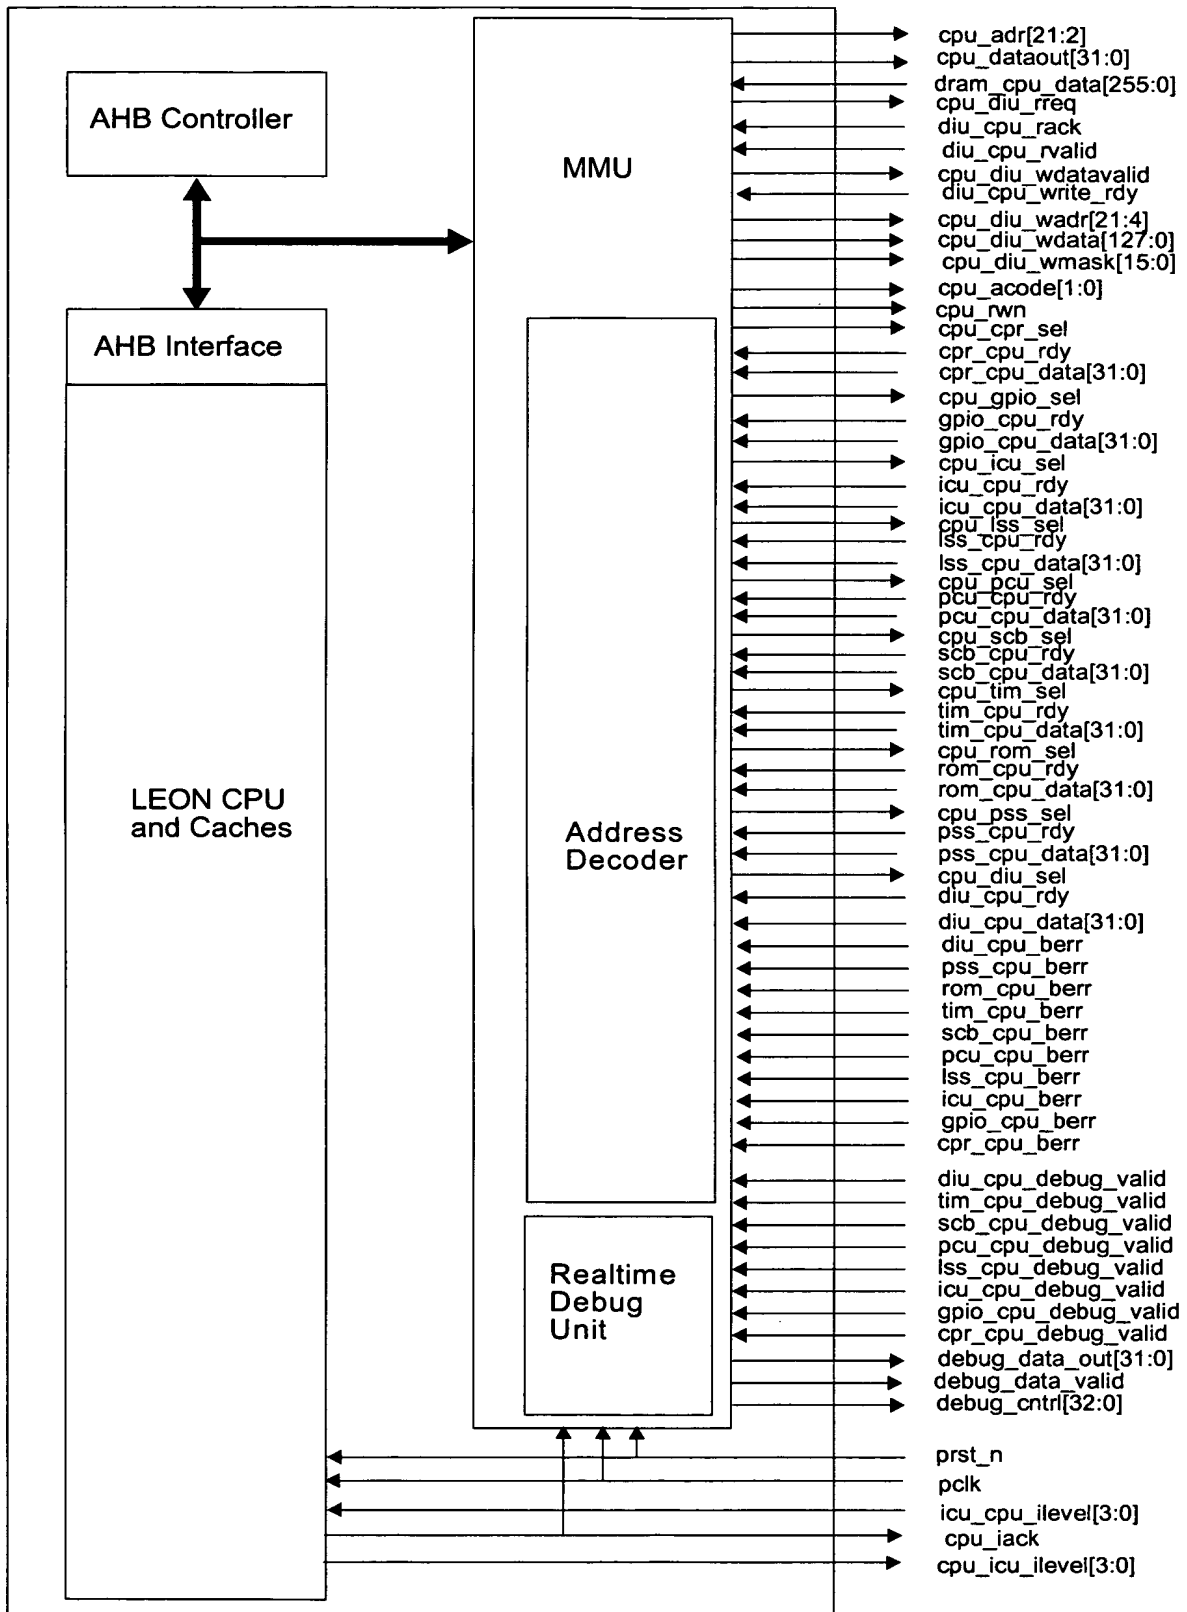 AHB Controller
MMU
AHB Interface
LEON CPU
and Caches
Address
Decoder
Realtime
Debug
Unit
cpu_adr[21:2]
cpu_dataout[31:0]
dram_cpu_data[255:0]
cpu_diu_rreq
diu_cpu_rack
diu_cpu_rvalid
cpu_diu_wdatavalid
diu_cpu_write_rdy
cpu_diu_wadr[21:4]
cpu_diu_wdata[127:0]
cpu_diu_wmask[15:0]
cpu_acode[1:0]
cpu_rwn
cpu_cpr_sel
cpr_cpu_rdy
cpr_cpu_data[31:0]
cpu_gpio_sel
gpio_cpu_rdy
gpio_cpu_data[31:0]
cpu_icu_sel
icu_cpu_rdy
icu_cpu_data[31:0]
cpu_lss_sel
lss_cpu_rdy
lss_cpu_data[31:0]
cpu_pcu_sel
pcu_cpu_rdy
pcu_cpu_data[31:0]
cpu_scb_sel
scb_cpu_rdy
scb_cpu_data[31:0]
cpu_tim_sel
tim_cpu_rdy
tim_cpu_data[31:0]
cpu_rom_sel
rom_cpu_rdy
rom_cpu_data[31:0]
cpu_pss_sel
pss_cpu_rdy
pss_cpu_data[31:0]
cpu_diu_sel
diu_cpu_rdy
diu_cpu_data[31:0]
diu_cpu_berr
pss_cpu_berr
rom_cpu_berr
tim_cpu_berr
scb_cpu_berr
pcu_cpu_berr
lss_cpu_berr
icu_cpu_berr
gpio_cpu_berr
cpr_cpu_berr
diu_cpu_debug_valid
tim_cpu_debug_valid
scb_cpu_debug_valid
pcu_cpu_debug_valid
lss_cpu_debug_valid
icu_cpu_debug_valid
gpio_cpu_debug_valid
cpr_cpu_debug_valid
debug_data_out[31:0]
debug_data_valid
debug_cntrl[32:0]
prst_n
pclk
icu_cpu_ilevel[3:0]
cpu_iack
cpu_icu_ilevel[3:0]